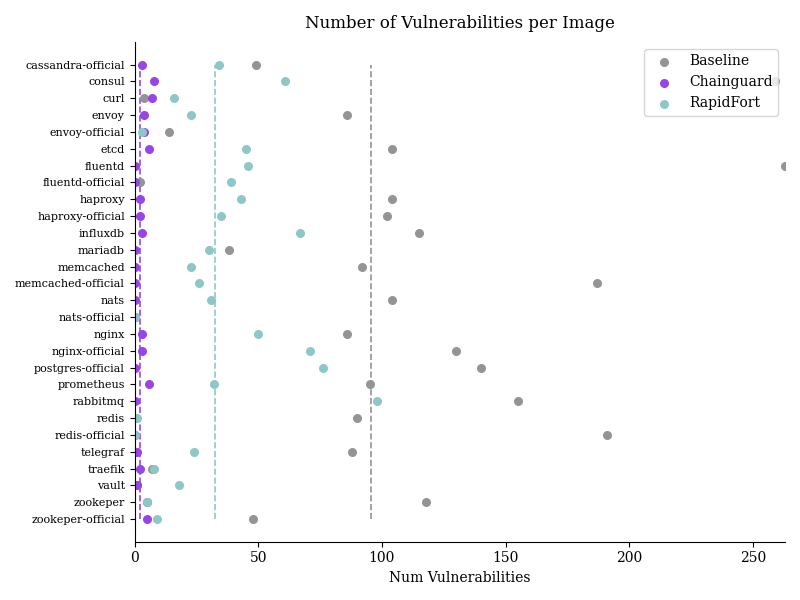 Number of Vulnerabilities per Image
Baseline
Chainguard
RapidFort
cassandra-official
consul
curl
envoy
envoy-official
etcd
fluentd
fluentd-official
haproxy
haproxy-official
influxdb
mariadb
memcached
memcached-official
nats
nats-official
nginx
nginx-official
postgres-official
prometheus
rabbitmq
redis
redis-official
telegraf
traefik
vault
zookeper
zookeper-official
0 50 100 150 200 250
Num Vulnerabilities